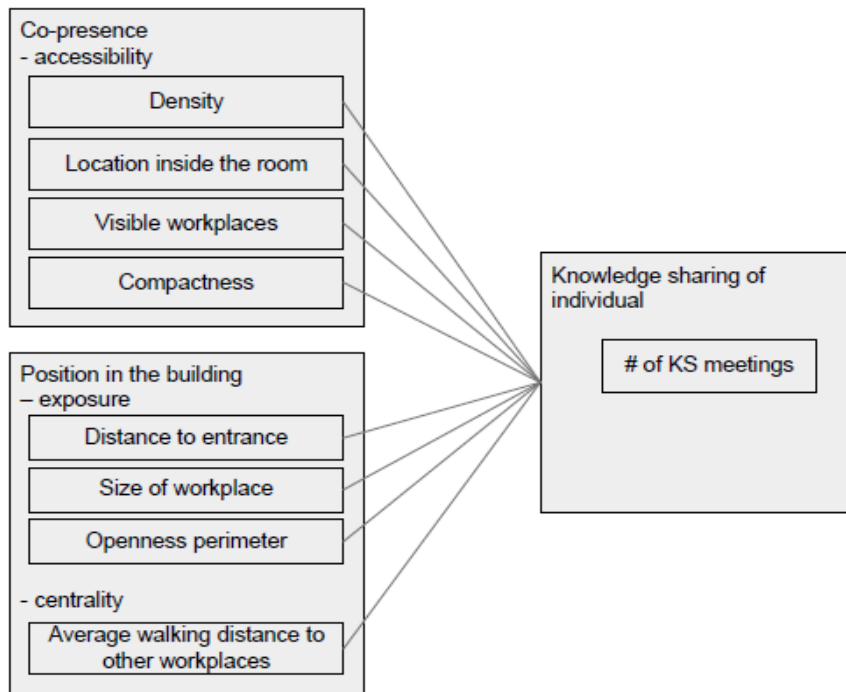 Co-presence
- accessibility
Density
Location inside the room
Visible workplaces
Compactness
Position in the building
– exposure
Distance to entrance
Size of workplace
Openness perimeter
- centrality
Average walking distance to
other workplaces
Knowledge sharing of
individual
# of KS meetings